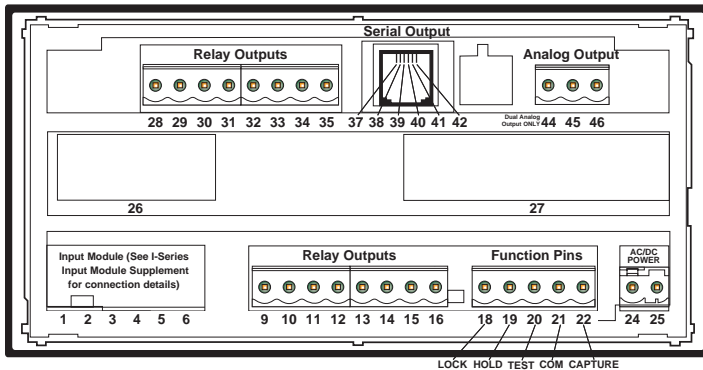 Serial Output
Relay Outputs
Analog Output
28 29 30 31 32 33 34 35
37 38 39 40 41 42
Dual Analog
Output ONLY
44 45 46
26
27
Input Module (See I-Series
Input Module Supplement
for connection details)
Relay Outputs
Function Pins
AC/DC
POWER
1 2 3 4 5 6
9 10 11 12 13 14 15 16
18 19 20 21 22
24 25
LOCK HOLD TEST COM CAPTURE